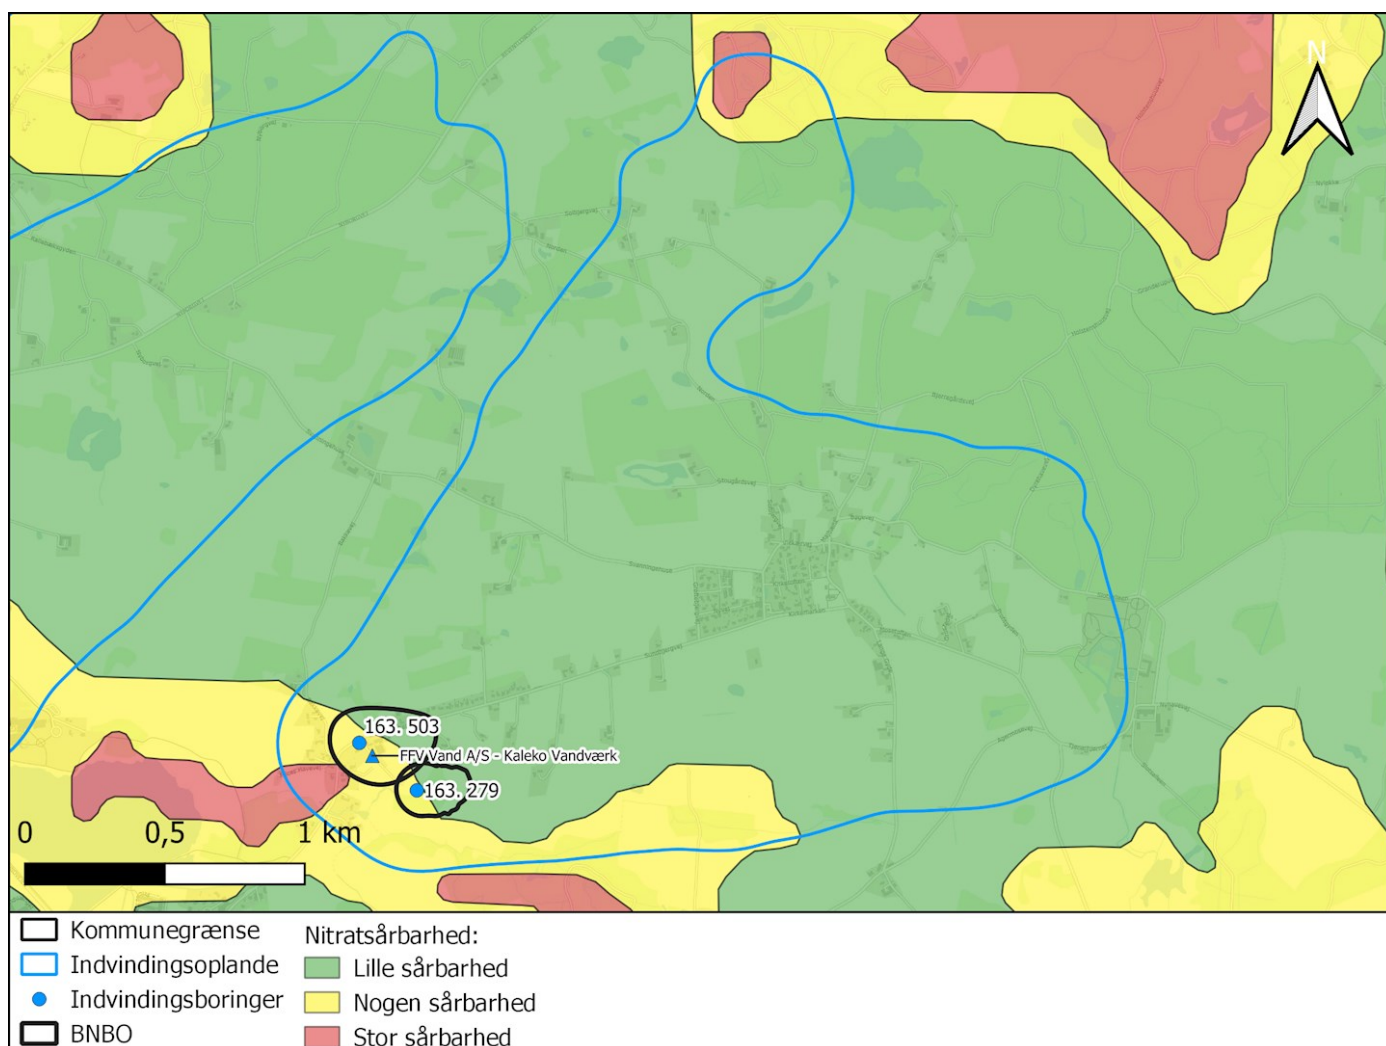 N
163. 503
FFV Vand A/S - Kaleko Vandværk
163. 279
0 0,5 1 km
Kommunegrænse
Indvindingsoplande
Indvindingsboringer
BNBO
Nitratsårbarhed:
Lille sårbarhed
Nogen sårbarhed
Stor sårbarhed